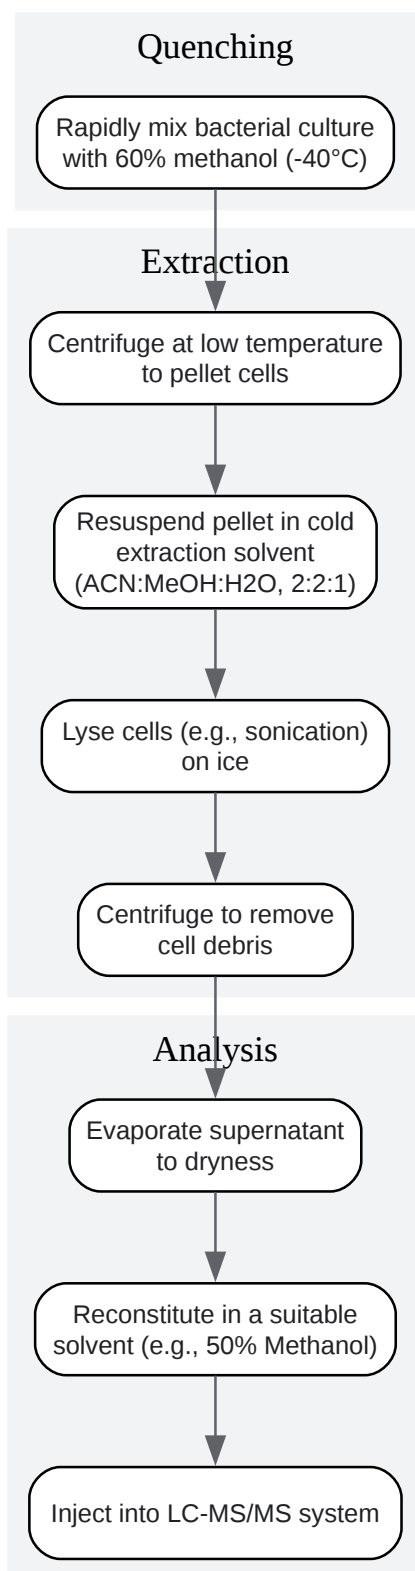 Quenching
Rapidly mix bacterial culture
with 60% methanol (-40°C)
Extraction
Centrifuge at low temperature
to pellet cells
Resuspend pellet in cold
extraction solvent
(ACN:MeOH:H2O, 2:2:1)
Lyse cells (e.g., sonication)
on ice
Centrifuge to remove
cell debris
Analysis
Evaporate supernatant
to dryness
Reconstitute in a suitable
solvent (e.g., 50% Methanol)
Inject into LC-MS/MS system